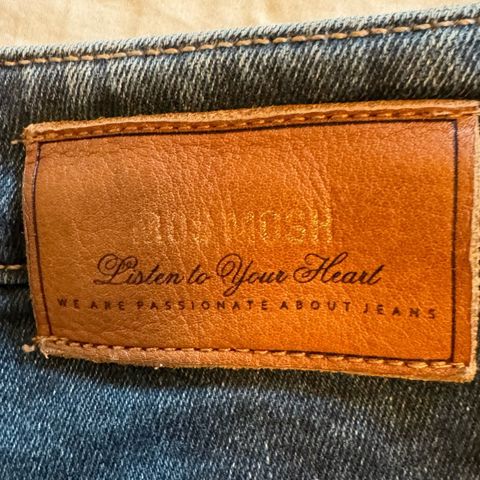 MOS MOSH
Listen to Your Heart
WE ARE PASSIONATE ABOUT JEANS